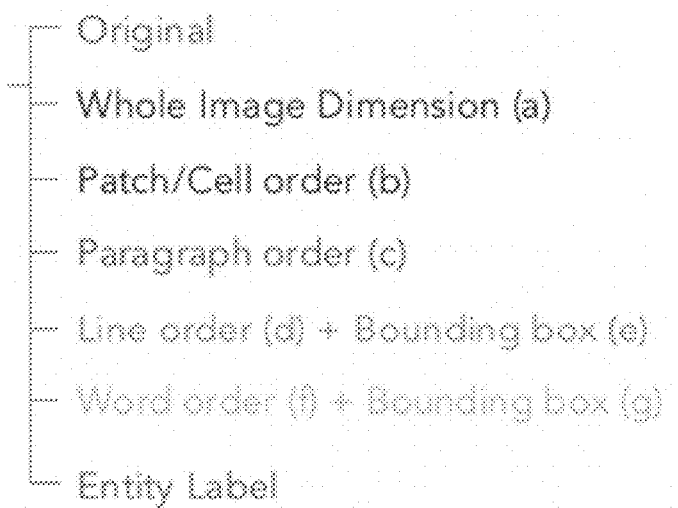 Original
Whole Image Dimension (a)
Patch/Cell order (b)
Paragraph order (c)
Line order (d) + Bounding box (e)
Word order (f) + Bounding box (g)
Entity Label